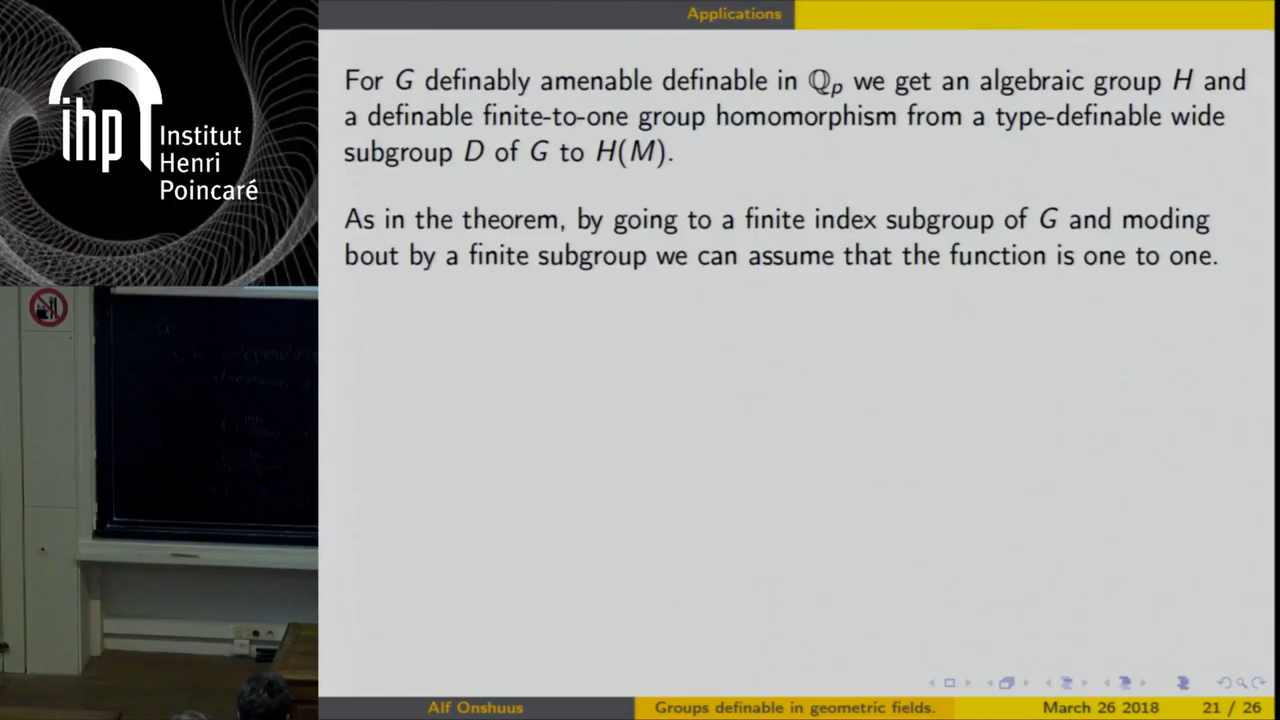 ihp
Institut
Henri
Poincaré
Applications
For G definably amenable definable in ℚp we get an algebraic group H and
a definable finite-to-one group homomorphism from a type-definable wide
subgroup D of G to H(M).
As in the theorem, by going to a finite index subgroup of G and moding
bout by a finite subgroup we can assume that the function is one to one.
Alf Onshuus
Groups definable in geometric fields.
March 26 2018
21 / 26